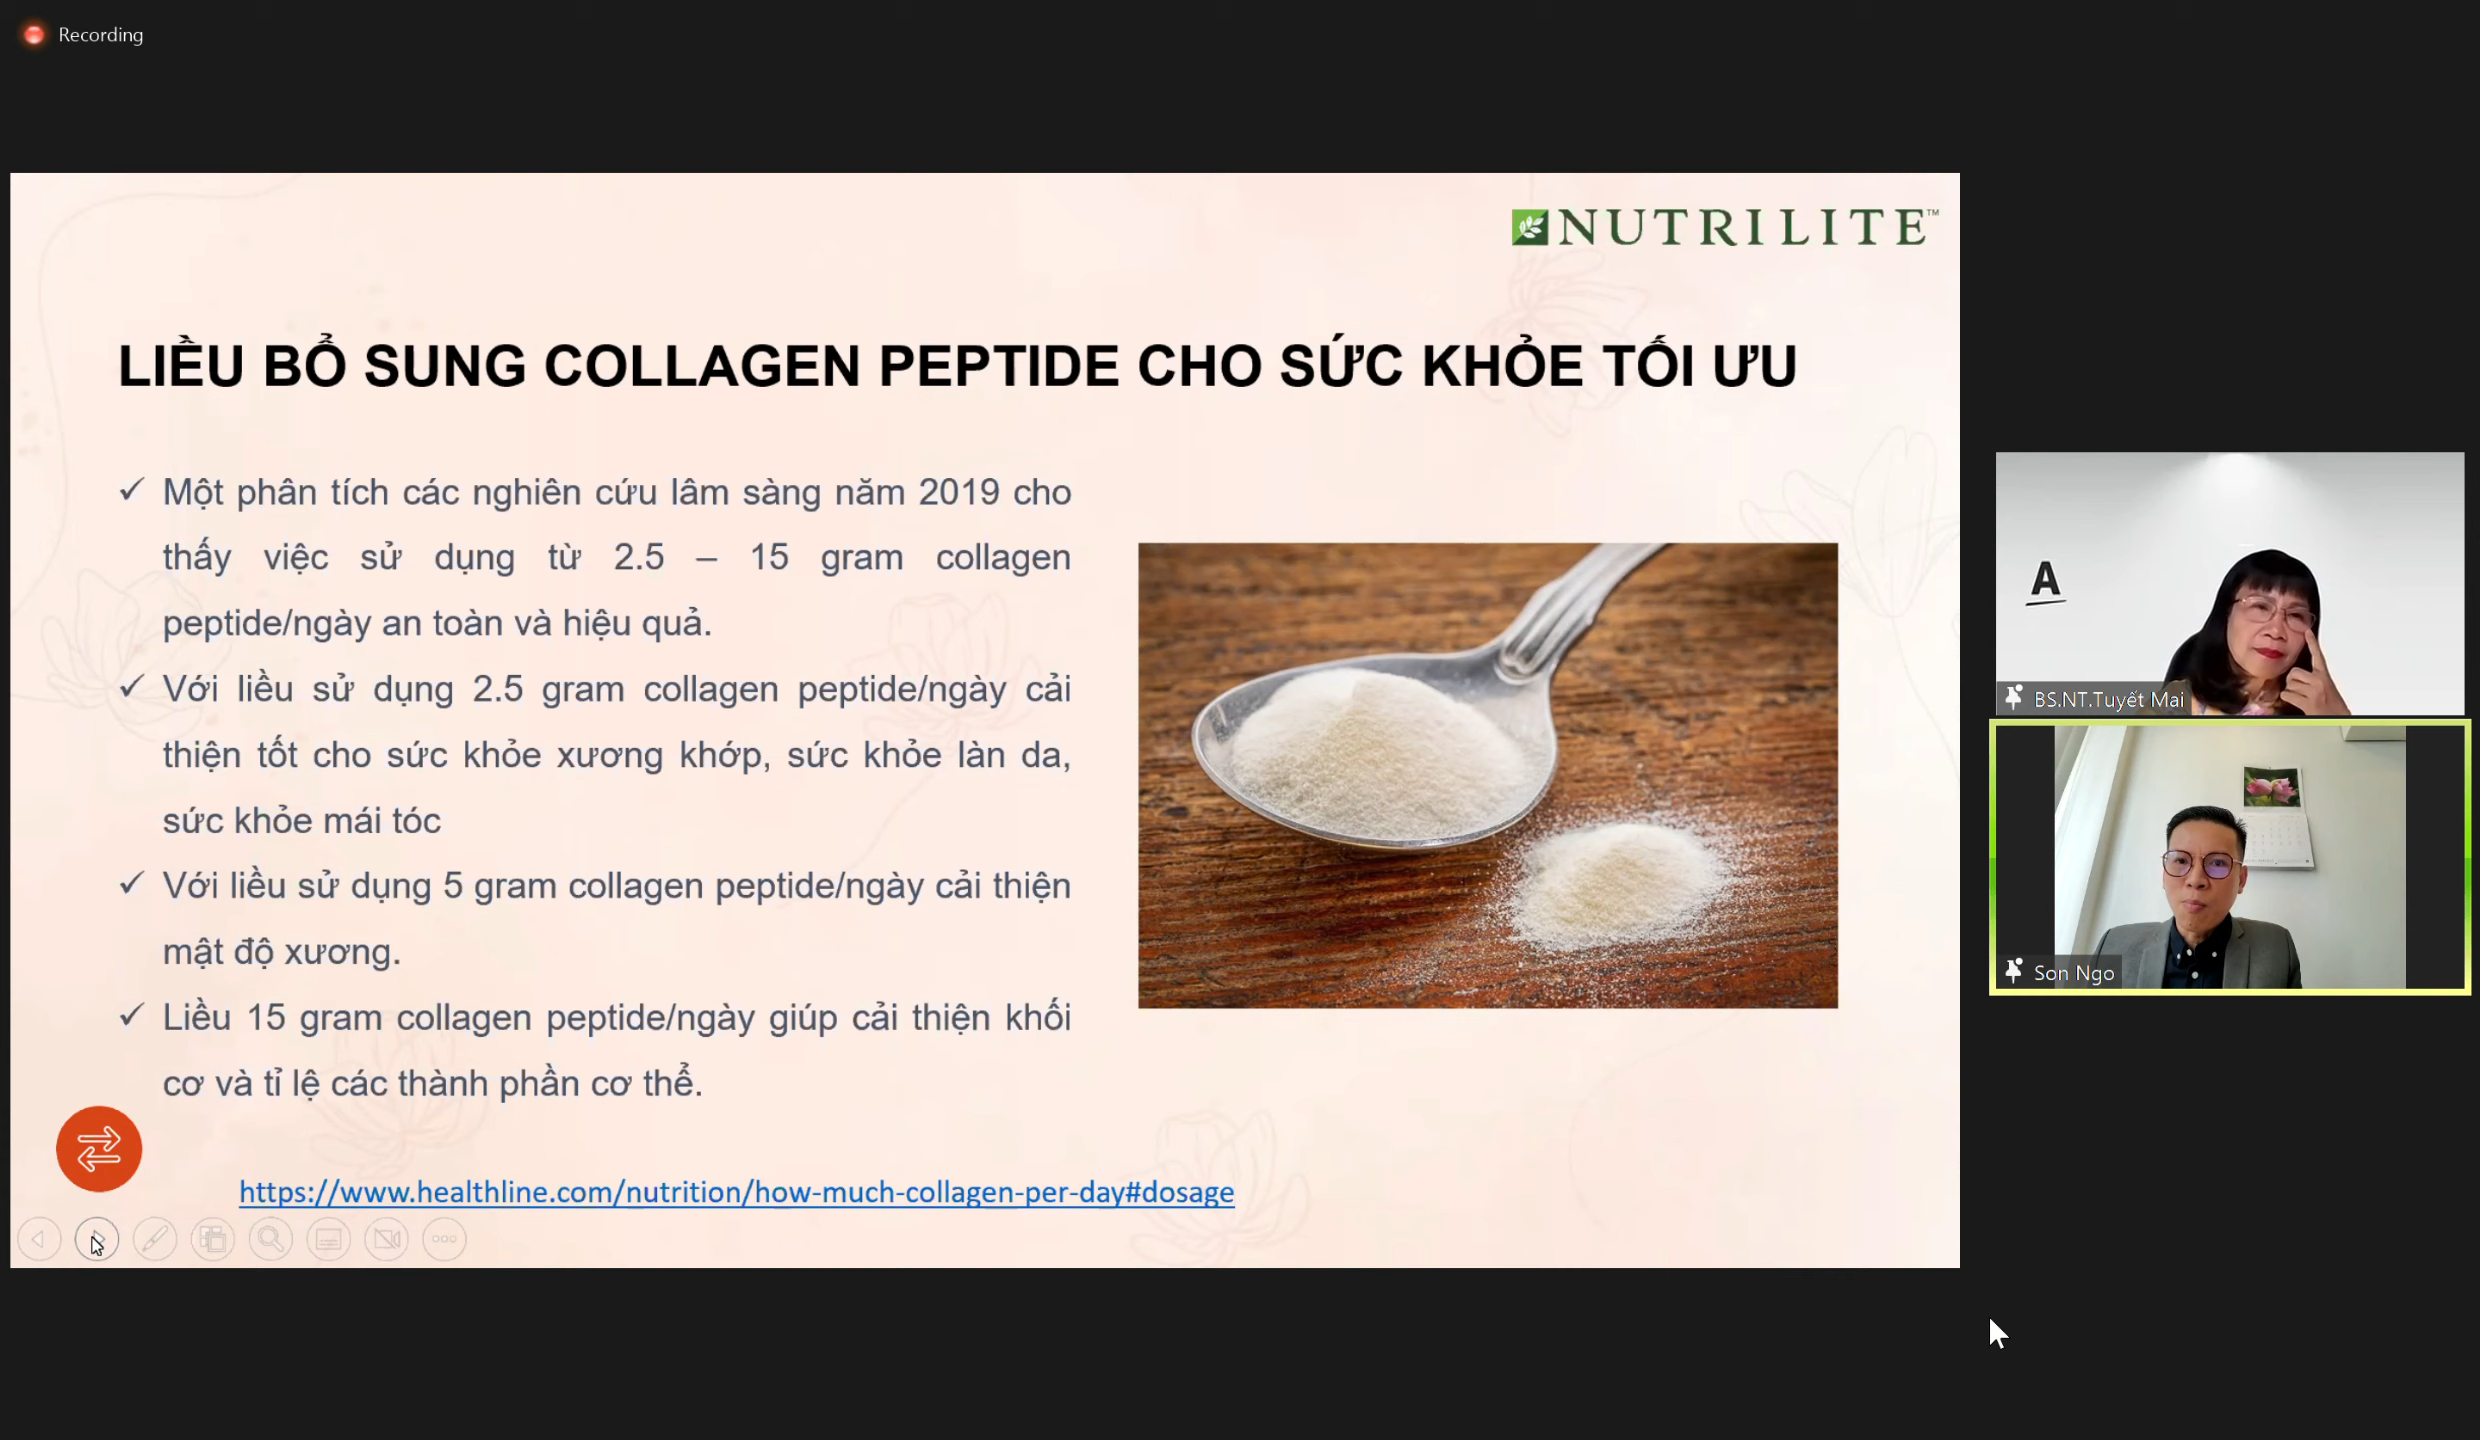 Recording
NUTRILITE™
LIỀU BỔ SUNG COLLAGEN PEPTIDE CHO SỨC KHỎE TỐI ƯU
✓ Một phân tích các nghiên cứu lâm sàng năm 2019 cho
thấy việc sử dụng từ 2.5 – 15 gram collagen
peptide/ngày an toàn và hiệu quả.
✓ Với liều sử dụng 2.5 gram collagen peptide/ngày cải
thiện tốt cho sức khỏe xương khớp, sức khỏe làn da,
sức khỏe mái tóc
✓ Với liều sử dụng 5 gram collagen peptide/ngày cải thiện
mật độ xương.
✓ Liều 15 gram collagen peptide/ngày giúp cải thiện khối
cơ và tỉ lệ các thành phần cơ thể.
https://www.healthline.com/nutrition/how-much-collagen-per-day#dosage
A
BS.NT.Tuyết Mai
Son Ngo